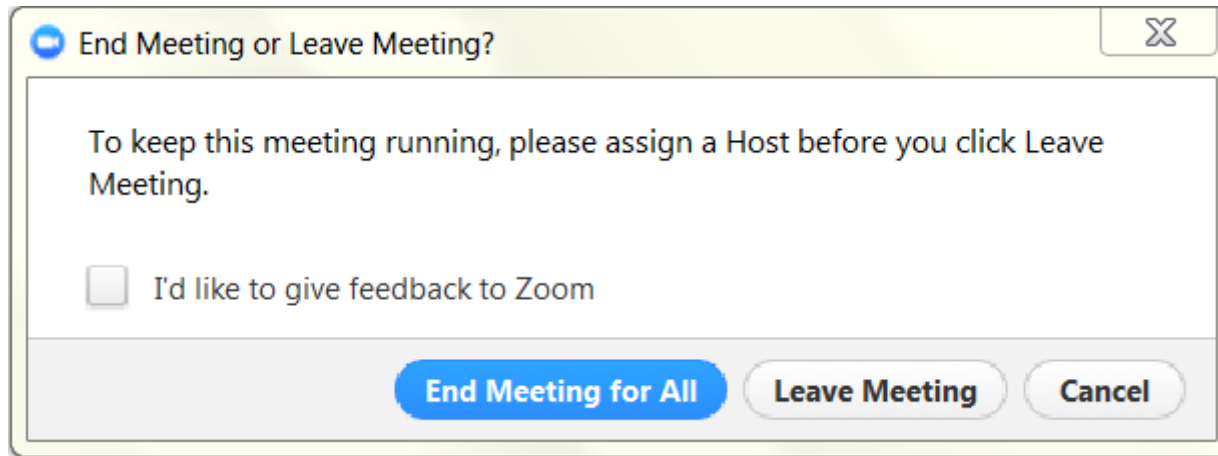 End Meeting or Leave Meeting?
To keep this meeting running, please assign a Host before you click Leave
Meeting.
I'd like to give feedback to Zoom
End Meeting for All Leave Meeting Cancel